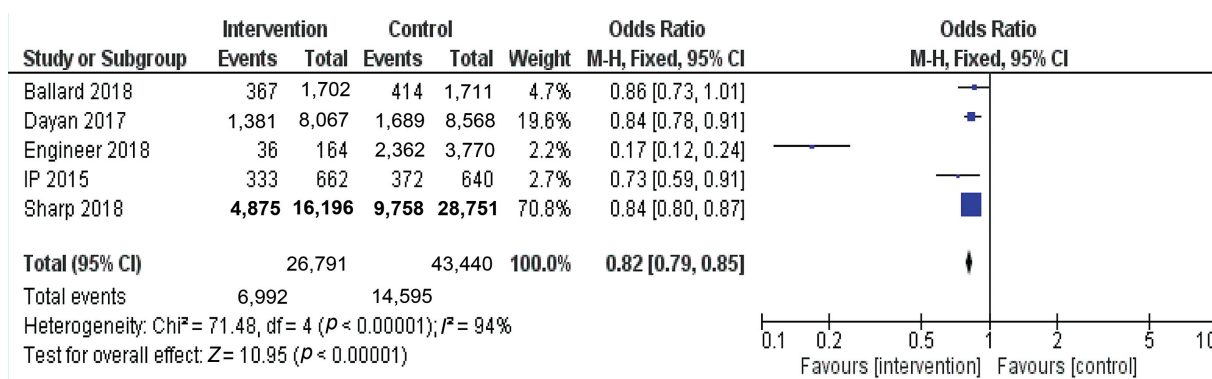 Intervention Control Odds Ratio Odds Ratio
Study or Subgroup Events Total Events Total Weight M-H, Fixed, 95% CI M-H, Fixed, 95% CI
Ballard 2018 367 1,702 414 1,711 4.7% 0.86 [0.73, 1.01]
Dayan 2017 1,381 8,067 1,689 8,568 19.6% 0.84 [0.78, 0.91]
Engineer 2018 36 164 2,362 3,770 2.2% 0.17 [0.12, 0.24]
IP 2015 333 662 372 640 2.7% 0.73 [0.59, 0.91]
Sharp 2018 4,875 16,196 9,758 28,751 70.8% 0.84 [0.80, 0.87]
Total (95% CI) 26,791 43,440 100.0% 0.82 [0.79, 0.85]
Total events 6,992 14,595
Heterogeneity: Chi² = 71.48, df = 4 (p < 0.00001); I² = 94%
Test for overall effect: Z = 10.95 (p < 0.00001)
0.1 0.2 0.5 1 2 5 10
Favours [intervention] Favours [control]